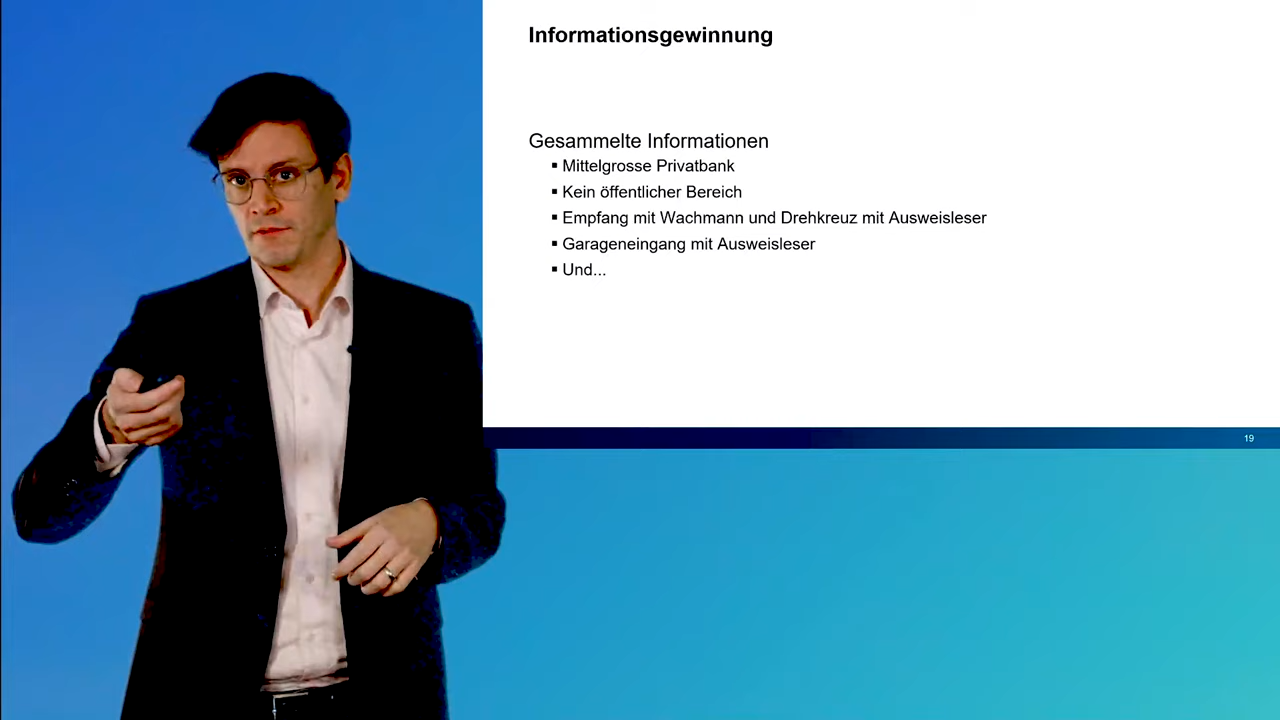 Informationsgewinnung
Gesammelte Informationen
▪ Mittelgrosse Privatbank
▪ Kein öffentlicher Bereich
▪ Empfang mit Wachmann und Drehkreuz mit Ausweisleser
▪ Garageneingang mit Ausweisleser
▪ Und...
19